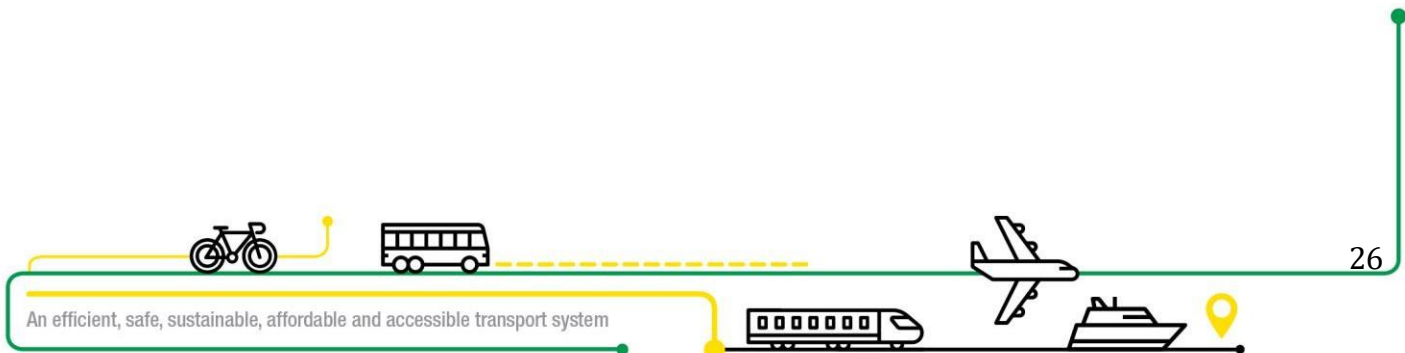 26
An efficient, safe, sustainable, affordable and accessible transport system